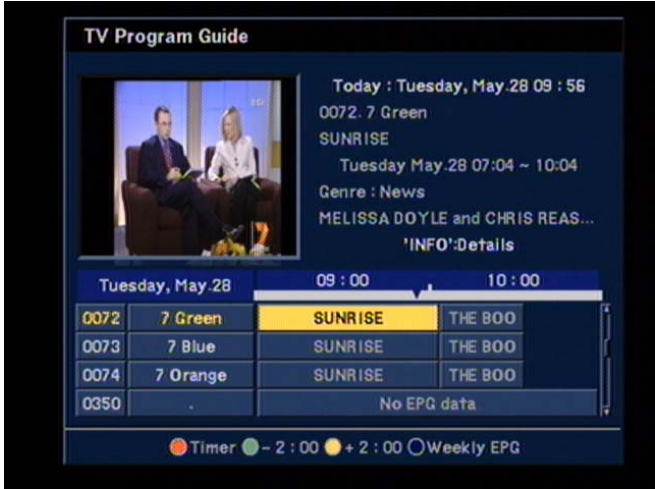 TV Program Guide
Today : Tuesday, May.28 09 : 56
0072. 7 Green
SUNRISE
Tuesday May.28 07:04 ~ 10:04
Genre : News
MELISSA DOYLE and CHRIS REAS...
'INFO':Details
Tuesday, May.28 09 : 00 10 : 00
0072 7 Green SUNRISE THE BOO
0073 7 Blue SUNRISE THE BOO
0074 7 Orange SUNRISE THE BOO
0350 . No EPG data
Timer - 2 : 00 + 2 : 00 Weekly EPG